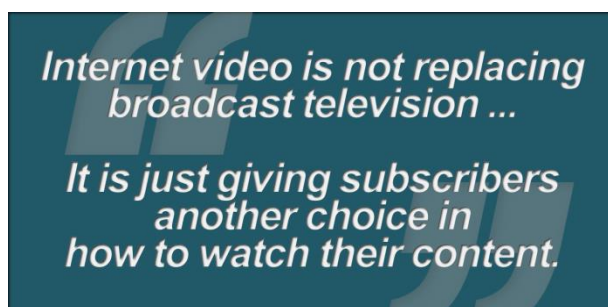 Internet video is not replacing
broadcast television ...
It is just giving subscribers
another choice in
how to watch their content.